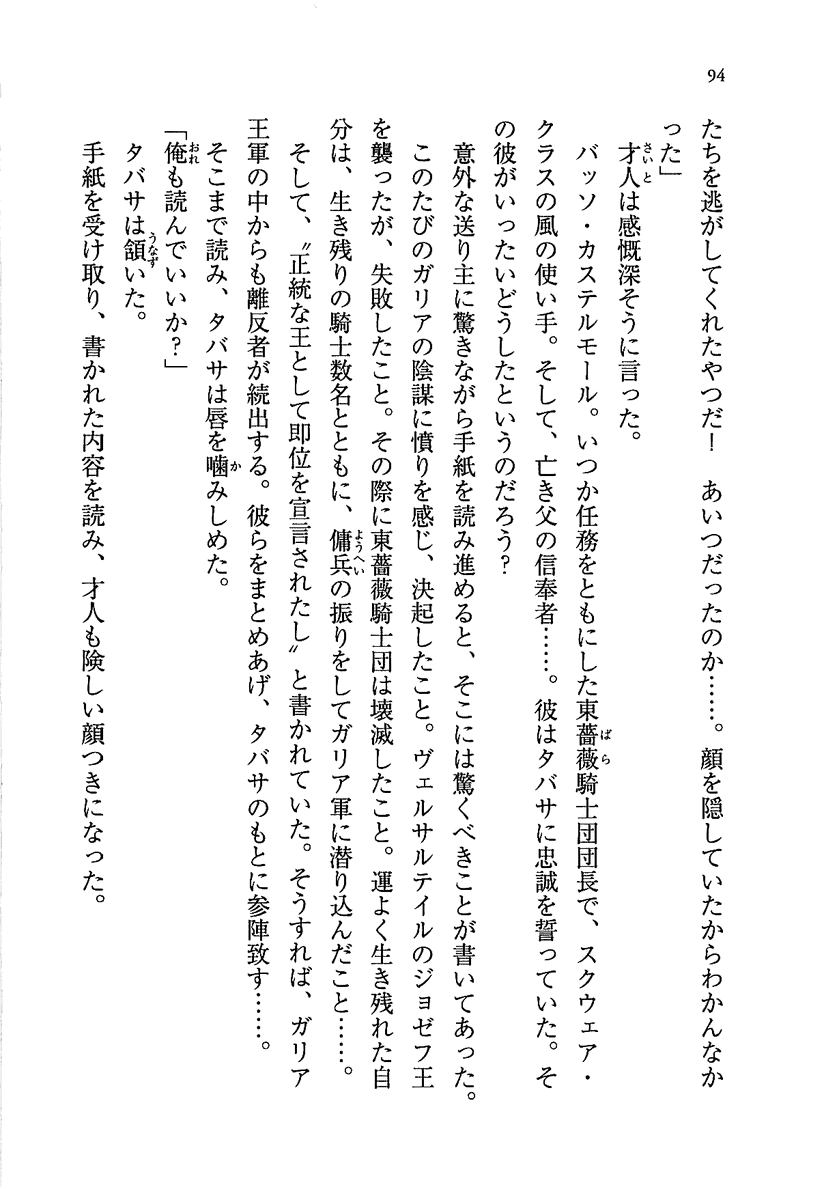 94
たちを逃がしてくれたやつだ！　あいつだったのか……。顔を隠していたからわかんなか
った」
才人は感慨深そうに言った。
バッソ・カステルモール。いつか任務をともにした東薔薇騎士団団長で、スクウェア・
クラスの風の使い手。そして、亡き父の信奉者……。彼はタバサに忠誠を誓っていた。そ
の彼がいったいどうしたというのだろう？
意外な送り主に驚きながら手紙を読み進めると、そこには驚くべきことが書いてあった。
このたびのガリアの陰謀に憤りを感じ、決起したこと。ヴェルサルテイルのジョゼフ王
を襲ったが、失敗したこと。その際に東薔薇騎士団は壊滅したこと。運よく生き残れた自
分は、生き残りの騎士数名とともに、傭兵の振りをしてガリア軍に潜り込んだこと……。
そして、〝正統な王として即位を宣言されたし〟と書かれていた。そうすれば、ガリア
王軍の中からも離反者が続出する。彼らをまとめあげ、タバサのもとに参陣致す……。
そこまで読み、タバサは唇を噛みしめた。
「俺も読んでいいか？」
タバサは頷いた。
手紙を受け取り、書かれた内容を読み、才人も険しい顔つきになった。